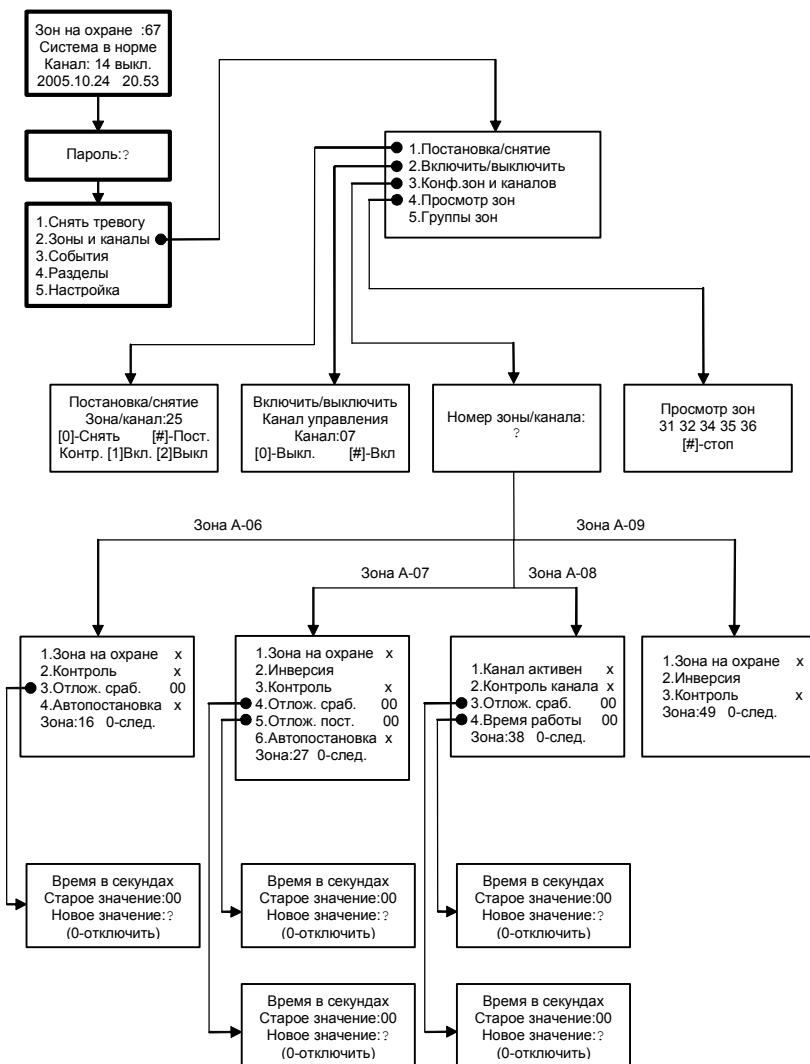 Зон на охране :67
Система в норме
Канал: 14 выкл.
2005.10.24 20.53
Пароль:?
1.Снять тревогу
2.Зоны и каналы
3.События
4.Разделы
5.Настройка
1.Постановка/снятие
2.Включить/выключить
3.Конф.зон и каналов
4.Просмотр зон
5.Группы зон
Постановка/снятие
Зона/канал:25
[0]-Снять [#]-Пост.
Контр. [1]Вкл. [2]Выкл
Включить/выключить
Канал управления
Канал:07
[0]-Выкл. [#]-Вкл
Номер зоны/канала:
?
Просмотр зон
31 32 34 35 36
[#]-стоп
Зона А-06
Зона А-09
Зона А-07
Зона А-08
1.Зона на охране x
2.Контроль x
3.Отлож. сраб. 00
4.Автопостановка x
Зона:16 0-след.
1.Зона на охране x
2.Инверсия
3.Контроль x
4.Отлож. сраб. 00
5.Отлож. пост. 00
6.Автопостановка x
Зона:27 0-след.
1.Канал активен x
2.Контроль канала x
3.Отлож. сраб. 00
4.Время работы 00
Зона:38 0-след.
1.Зона на охране x
2.Инверсия
3.Контроль x
Зона:49 0-след.
Время в секундах
Старое значение:00
Новое значение:?
(0-отключить)
Время в секундах
Старое значение:00
Новое значение:?
(0-отключить)
Время в секундах
Старое значение:00
Новое значение:?
(0-отключить)
Время в секундах
Старое значение:00
Новое значение:?
(0-отключить)
Время в секундах
Старое значение:00
Новое значение:?
(0-отключить)